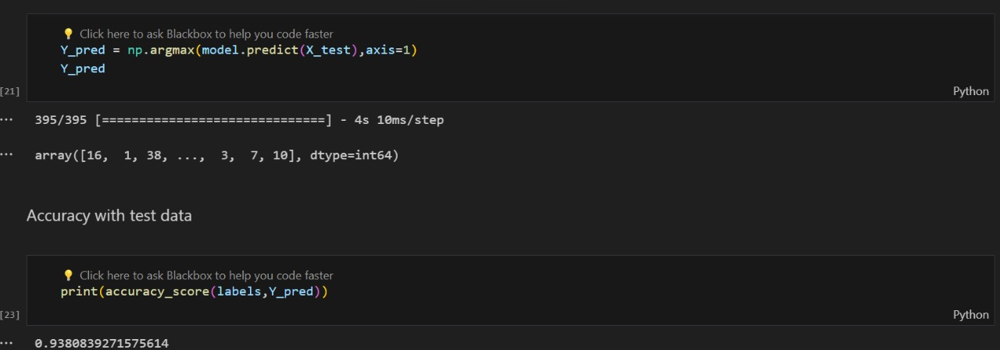 💡 Click here to ask Blackbox to help you code faster
Y_pred = np.argmax(model.predict(X_test),axis=1)
Y_pred
[21]
Python
... 395/395 [==============================] - 4s 10ms/step
... array([16,  1, 38, ...,  3,  7, 10], dtype=int64)
Accuracy with test data
💡 Click here to ask Blackbox to help you code faster
print(accuracy_score(labels,Y_pred))
[23]
Python
... 0.9380839271575614